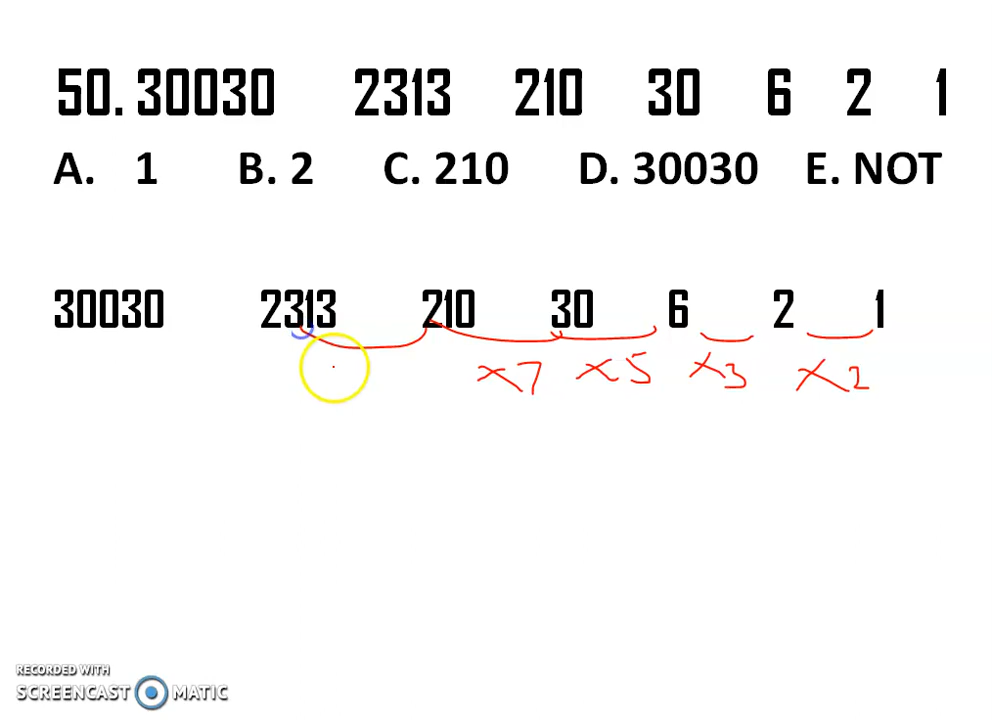 50. 30030 2313 210 30 6 2 1
A. 1 B. 2 C. 210 D. 30030 E. NOT
30030 2313 210 30 6 2 1
x7 x5 x3 x2
RECORDED WITH
SCREENCAST MATIC